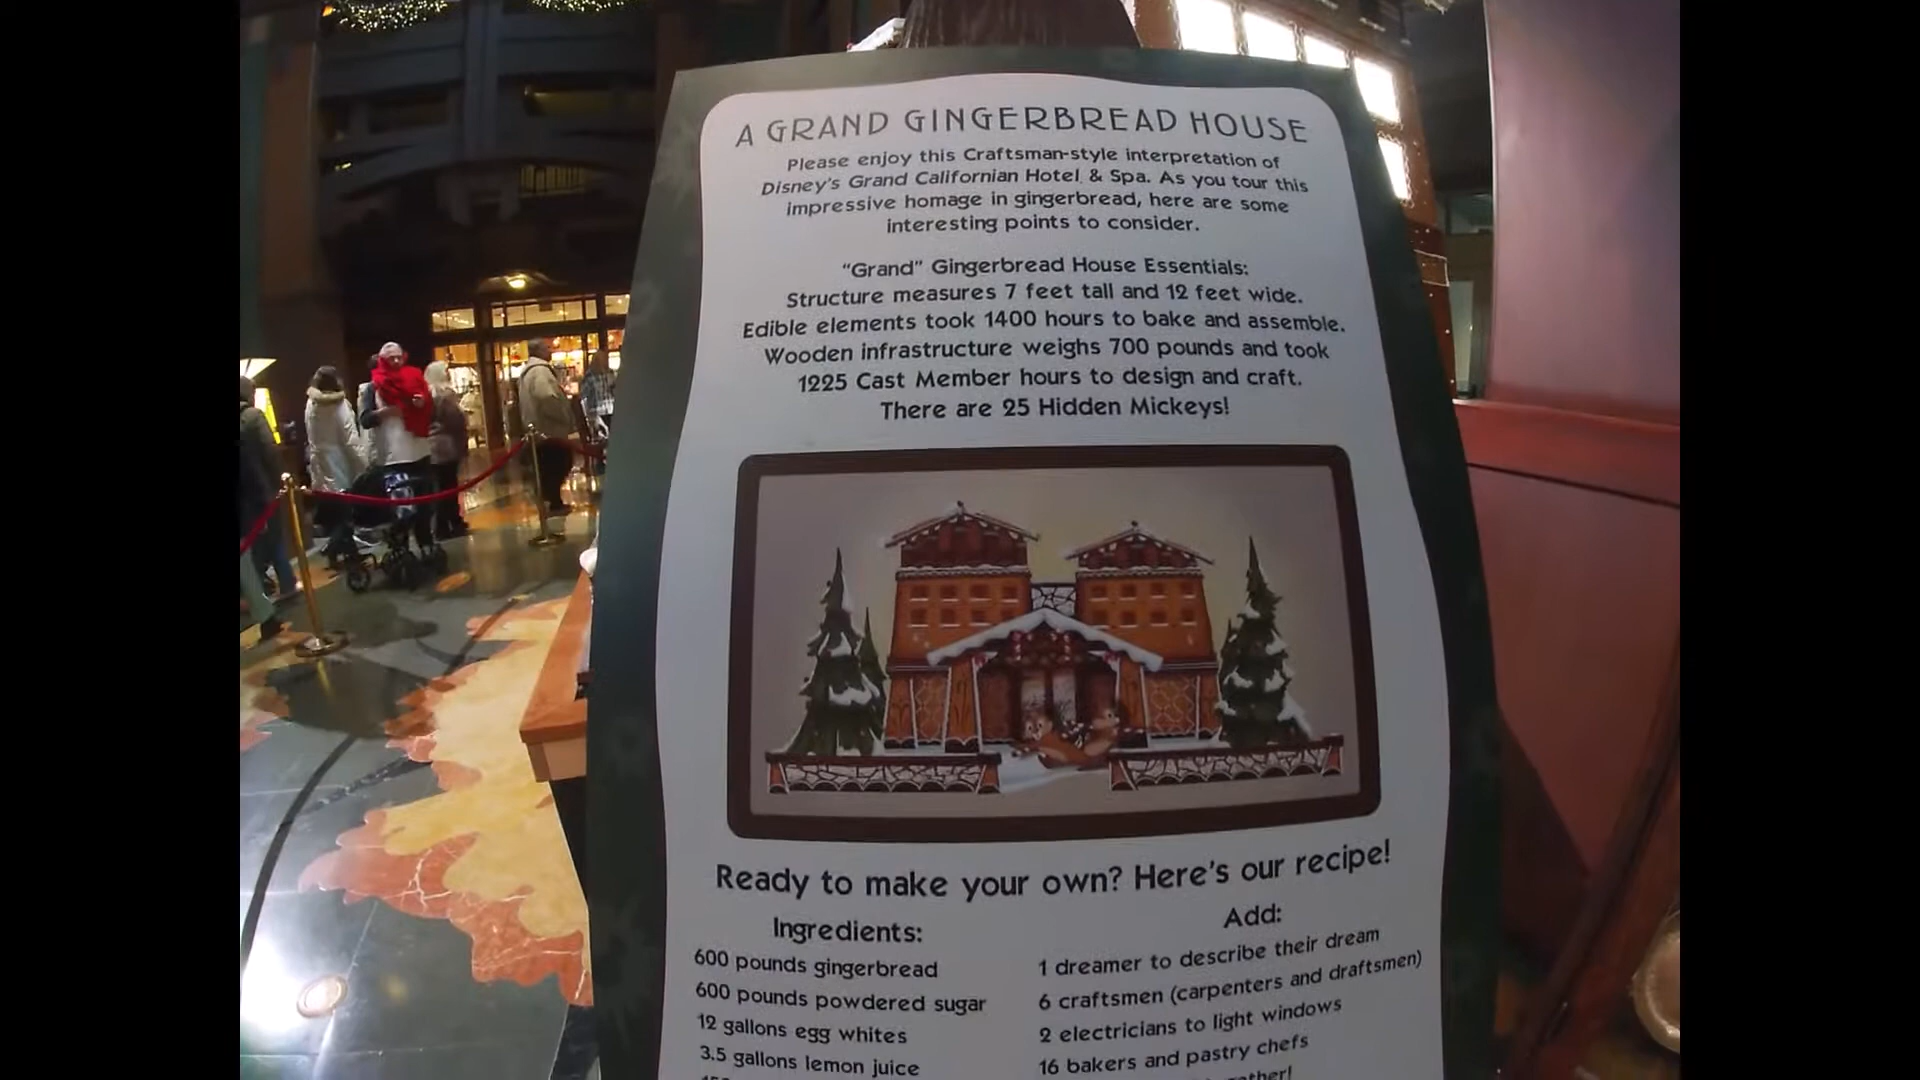 A GRAND GINGERBREAD HOUSE
Please enjoy this Craftsman-style interpretation of
Disney's Grand Californian Hotel & Spa. As you tour this
impressive homage in gingerbread, here are some
interesting points to consider.
"Grand" Gingerbread House Essentials:
Structure measures 7 feet tall and 12 feet wide.
Edible elements took 1400 hours to bake and assemble.
Wooden infrastructure weighs 700 pounds and took
1225 Cast Member hours to design and craft.
There are 25 Hidden Mickeys!
Ready to make your own? Here's our recipe!
Ingredients:
600 pounds gingerbread
600 pounds powdered sugar
12 gallons egg whites
3.5 gallons lemon juice
Add:
1 dreamer to describe their dream
6 craftsmen (carpenters and draftsmen)
2 electricians to light windows
16 bakers and pastry chefs